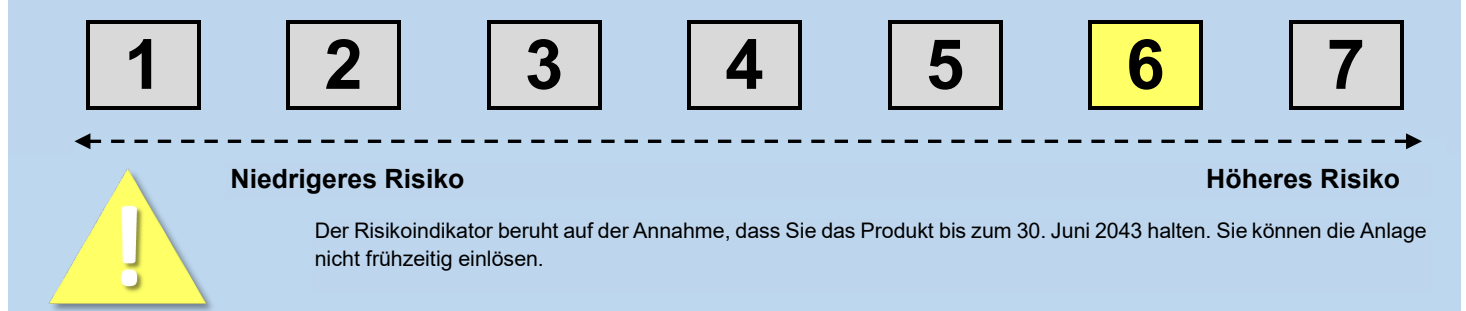 1 2 3 4 5 6 7
Niedrigeres Risiko Höheres Risiko
!
Der Risikoindikator beruht auf der Annahme, dass Sie das Produkt bis zum 30. Juni 2043 halten. Sie können die Anlage
nicht frühzeitig einlösen.